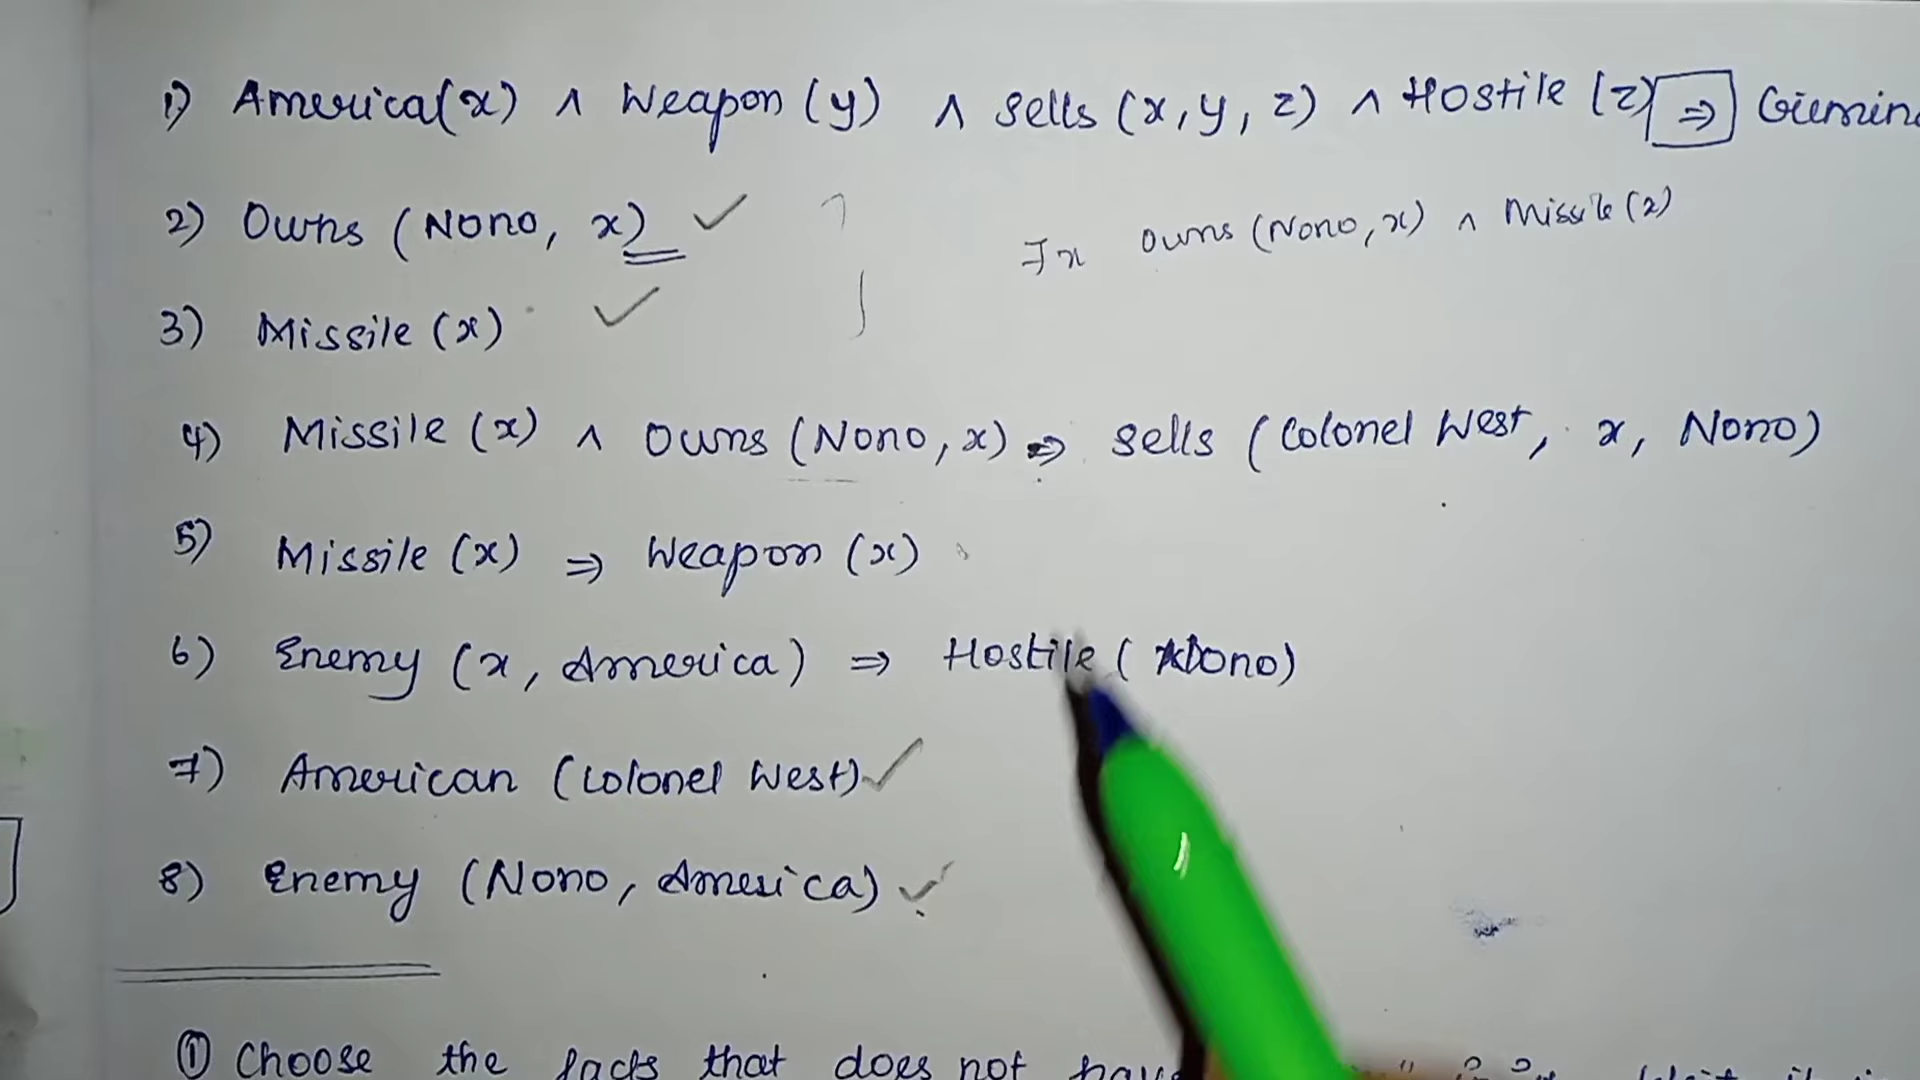 1) America(x) ∧ Weapon (y) ∧ Sells (x, y, z) ∧ Hostile (z) ⇒
2) Owns (Nono, x)
∃x Owns (Nono, x) ∧ Missile (x)
3) Missile (x)
4) Missile (x) ∧ Owns (Nono, x) ⇒ Sells (Colonel West, x, Nono)
5) Missile (x) ⇒ Weapon (x)
6) Enemy (x, America) ⇒ Hostile (Nono)
7) American (Colonel West)
8) Enemy (Nono, America)
① Choose the facts that does not